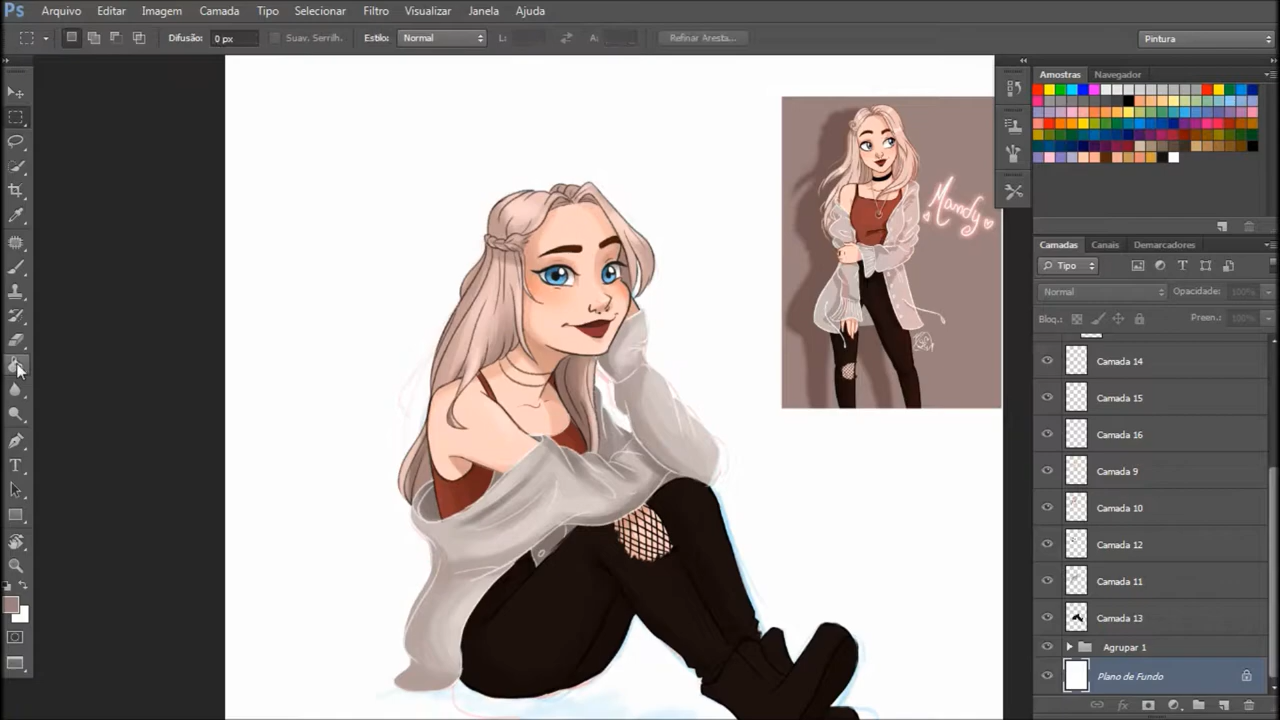 Ps Arquivo Editar Imagem Camada Tipo Selecionar Filtro Visualizar Janela Ajuda
Difusão: 0 px Suav. Serrilh. Estilo: Normal L: A: Refinar Aresta... Pintura
Amostras Navegador
Mandy
Camadas Canais Demarcadores
Tipo
Normal Opacidade: 100%
Bloq.: Preen.: 100%
Camada 14
Camada 15
Camada 16
Camada 9
Camada 10
Camada 12
Camada 11
Camada 13
Agrupar 1
Plano de Fundo